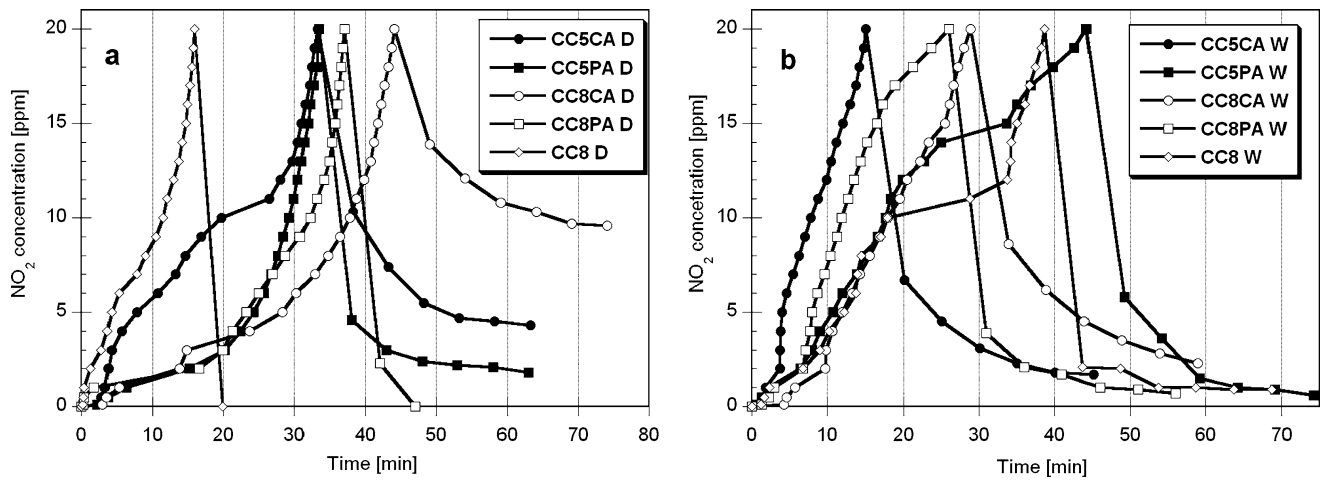 a
CC5CA D
CC5PA D
CC8CA D
CC8PA D
CC8 D
NO2 concentration [ppm]
20
15
10
5
0
0 10 20 30 40 50 60 70 80
Time [min]
b
CC5CA W
CC5PA W
CC8CA W
CC8PA W
CC8 W
NO2 concetration [ppm]
20
15
10
5
0
0 10 20 30 40 50 60 70
Time [min]